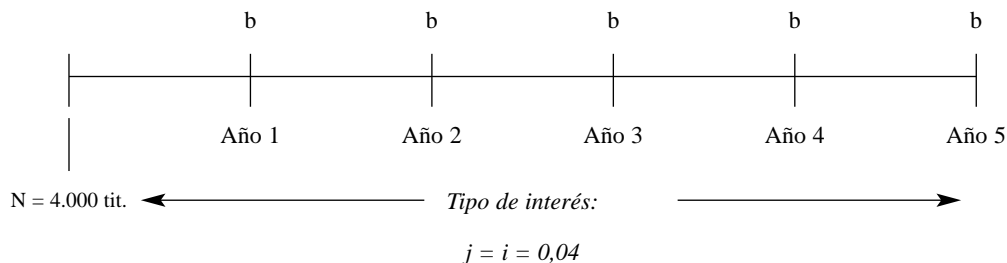 b b b b b
Año 1 Año 2 Año 3 Año 4 Año 5
N = 4.000 tit. Tipo de interés:
j = i = 0,04